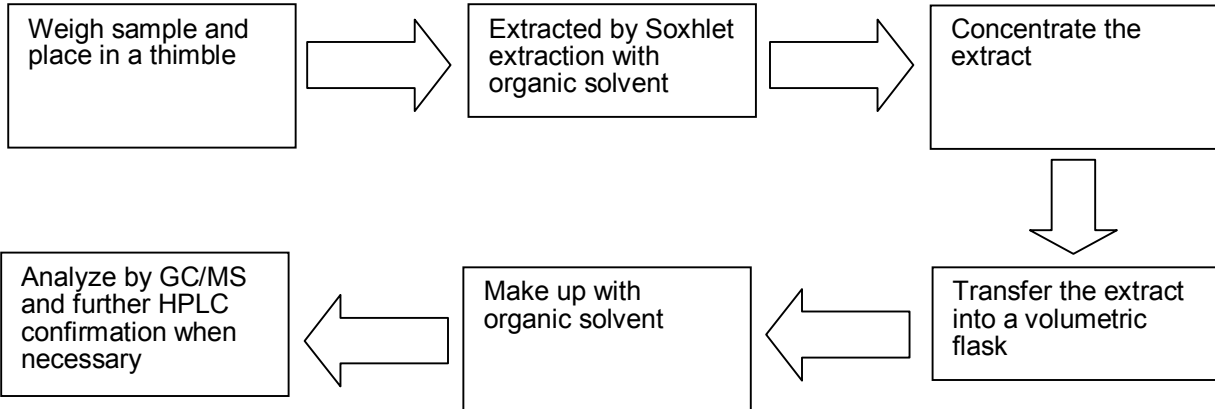 Weigh sample and
place in a thimble
Extracted by Soxhlet
extraction with
organic solvent
Concentrate the
extract
Transfer the extract
into a volumetric
flask
Make up with
organic solvent
Analyze by GC/MS
and further HPLC
confirmation when
necessary